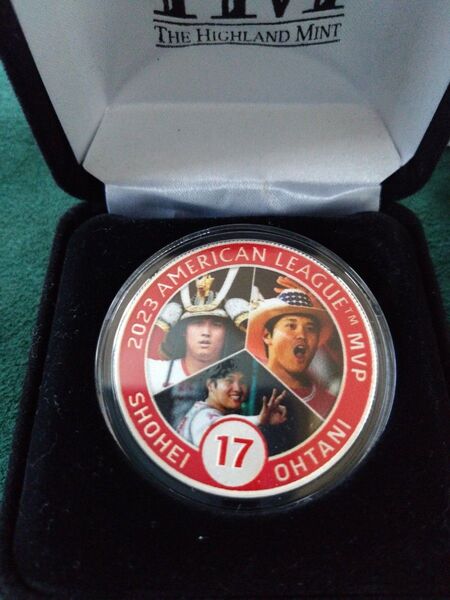 THE HIGHLAND MINT
2023 AMERICAN LEAGUE™ MVP
SHOHEI
OHTANI
17